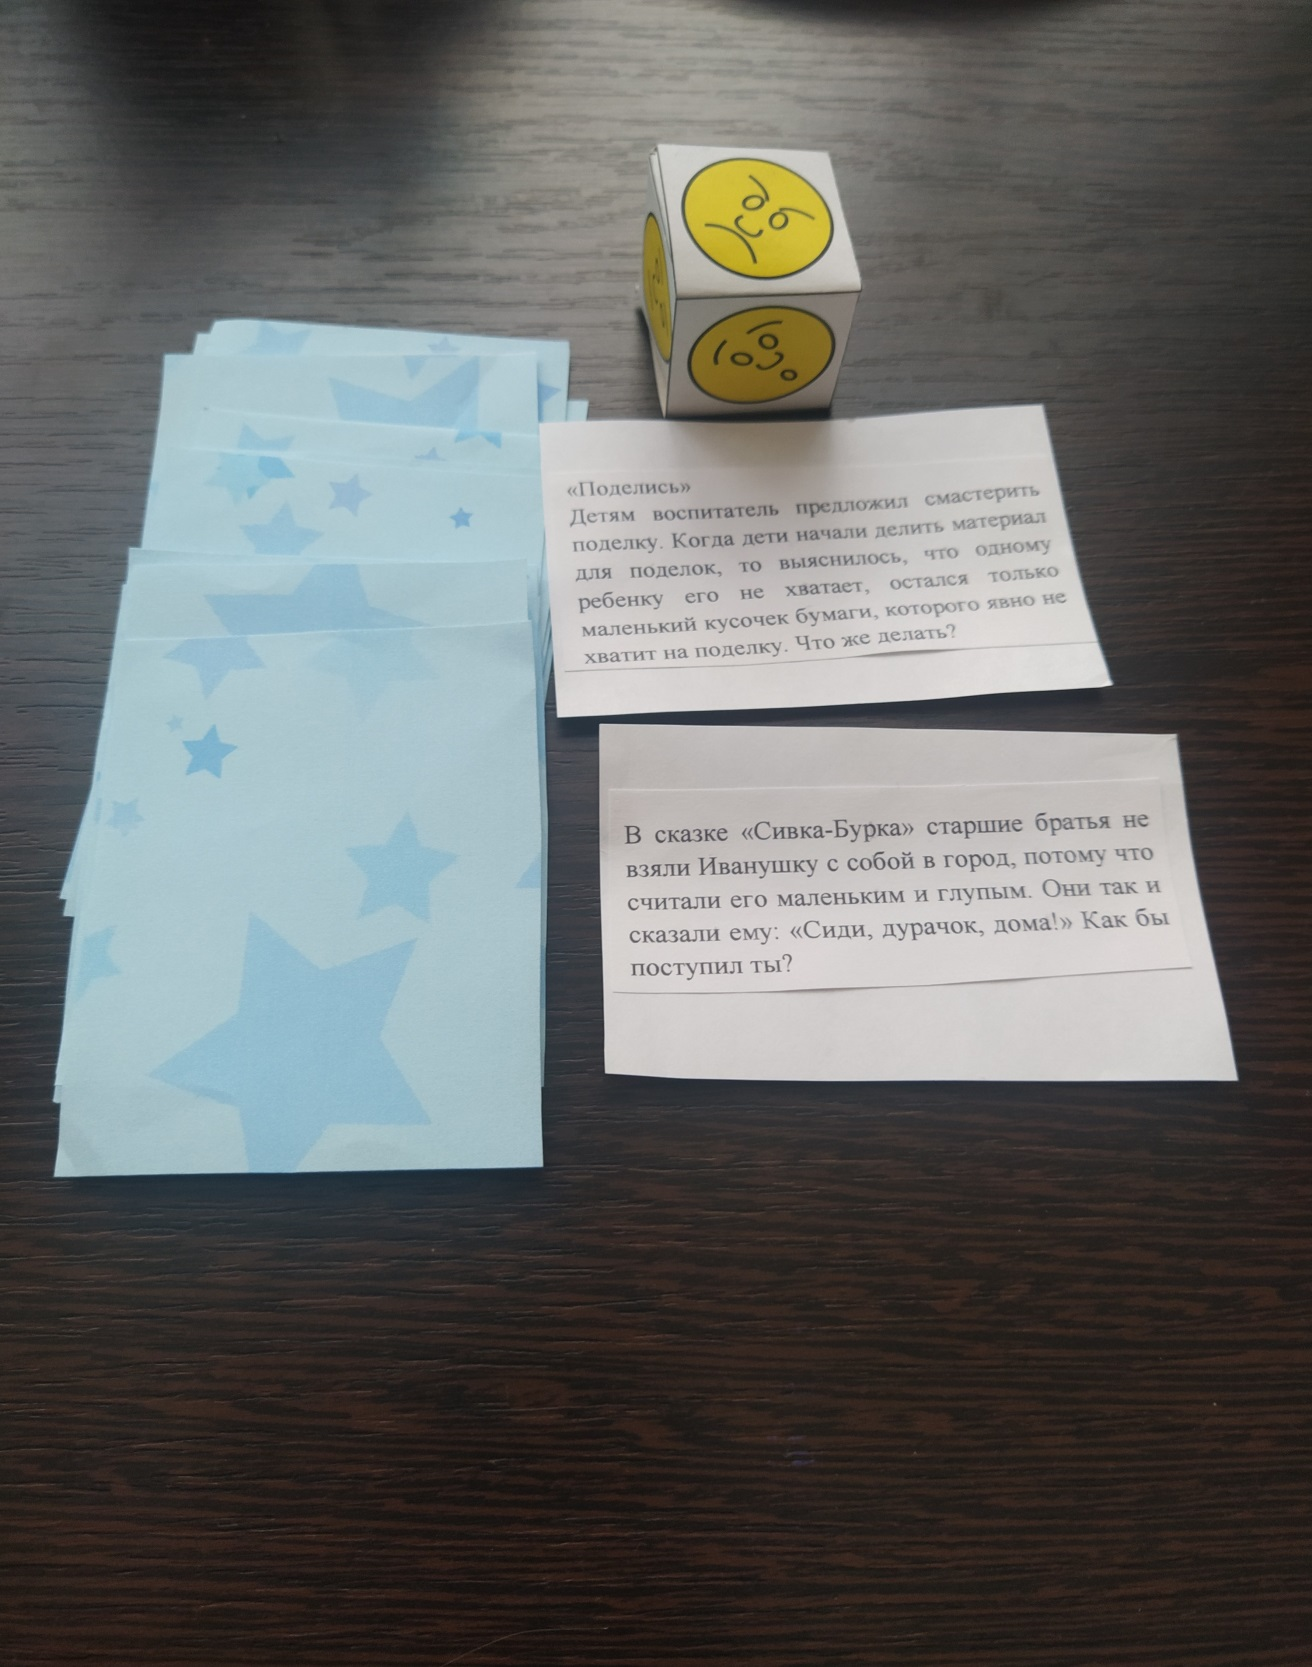 «Поделись»
Детям воспитатель предложил смастерить
поделку. Когда дети начали делить материал
для поделок, то выяснилось, что одному
ребенку его не хватает, остался только
маленький кусочек бумаги, которого явно не
хватит на поделку. Что же делать?
В сказке «Сивка-Бурка» старшие братья не
взяли Иванушку с собой в город, потому что
считали его маленьким и глупым. Они так и
сказали ему: «Сиди, дурачок, дома!» Как бы
поступил ты?